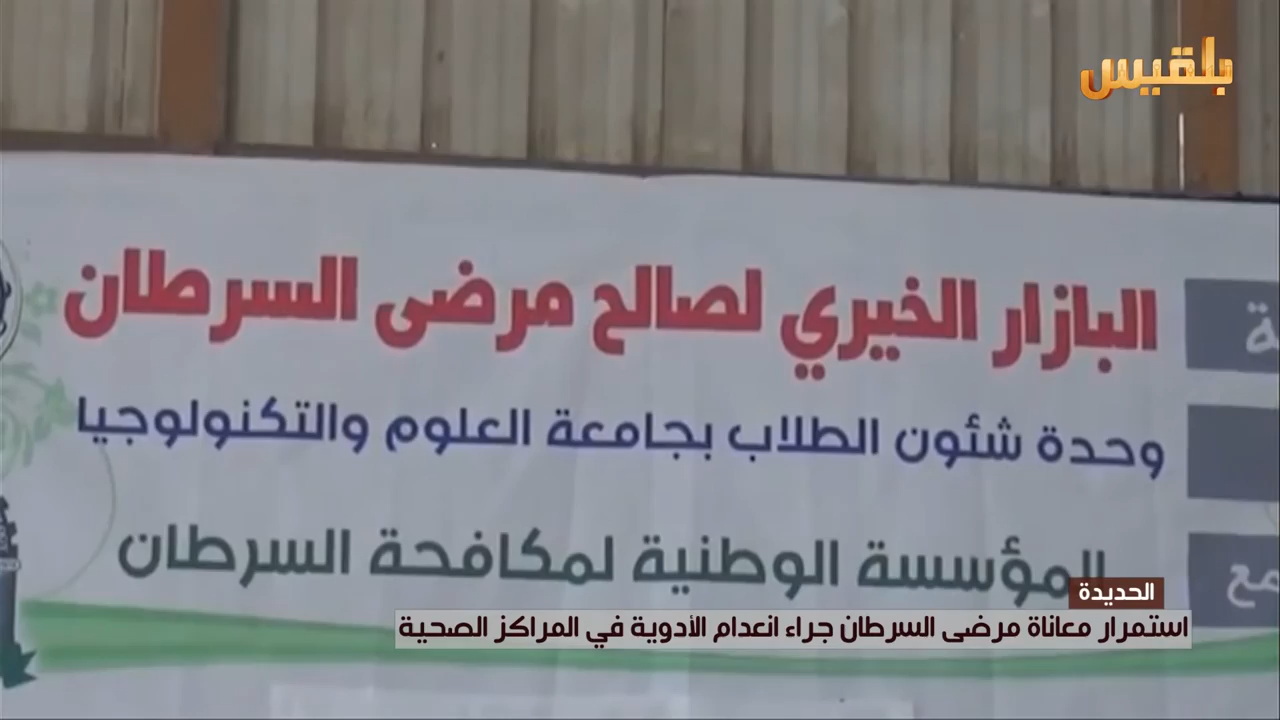 بلقيس
البازار الخيري لصالح مرضى السرطان
وحدة شئون الطلاب بجامعة العلوم والتكنولوجيا
المؤسسة الوطنية لمكافحة السرطان
الحديدة
استمرار معاناة مرضى السرطان جراء انعدام الأدوية في المراكز الصحية